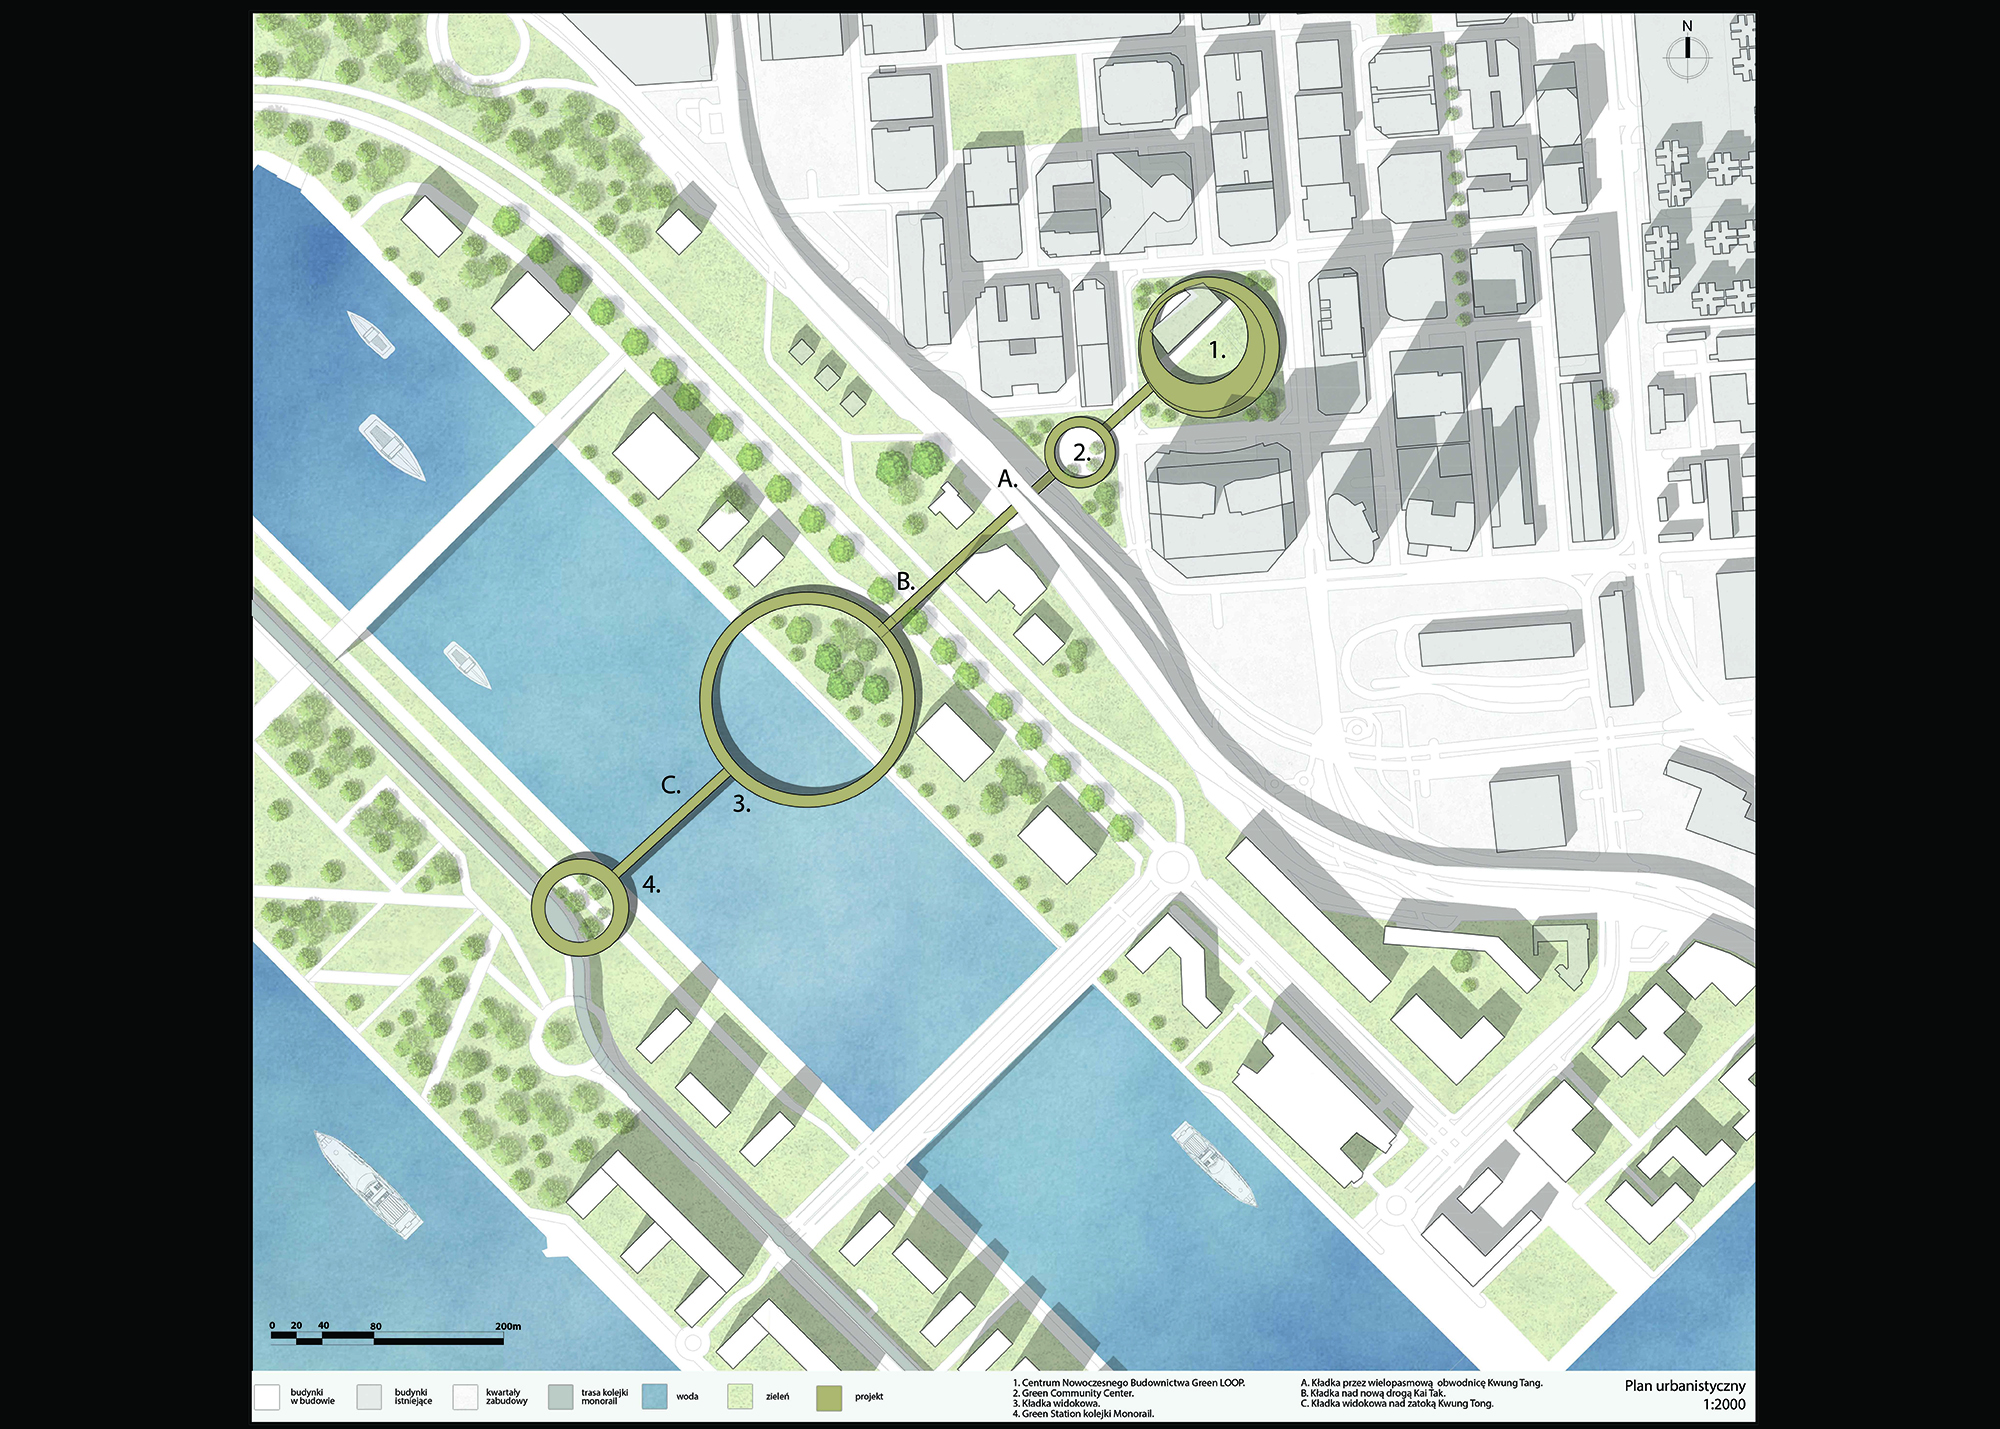 N
1.
2.
A.
B.
C.
3.
4.
0 20 40 80 200m
budynki
w budowie
budynki
istniejące
kwartały
zabudowy
trasa kolejki
monorail
woda
zieleń
projekt
1. Centrum Nowoczesnego Budownictwa Green LOOP.
2. Green Community Center.
3. Kładka widokowa.
4. Green Station kolejki Monorail.
A. Kładka przez wielopasmową obwodnicę Kwung Tang.
B. Kładka nad nową drogą Kai Tak.
C. Kładka widokowa nad zatoką Kwung Tong.
Plan urbanistyczny
1:2000